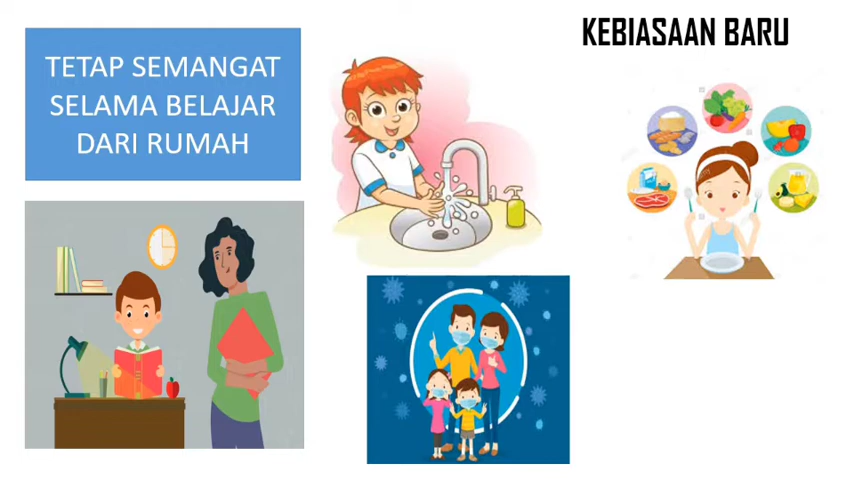 KEBIASAAN BARU
TETAP SEMANGAT
SELAMA BELAJAR
DARI RUMAH